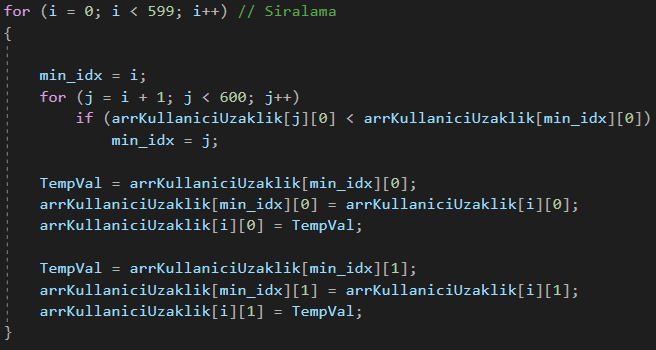 for (i = 0; i < 599; i++) // Siralama
{
min_idx = i;
for (j = i + 1; j < 600; j++)
if (arrKullaniciUzaklik[j][0] < arrKullaniciUzaklik[min_idx][0])
min_idx = j;
TempVal = arrKullaniciUzaklik[min_idx][0];
arrKullaniciUzaklik[min_idx][0] = arrKullaniciUzaklik[i][0];
arrKullaniciUzaklik[i][0] = TempVal;
TempVal = arrKullaniciUzaklik[min_idx][1];
arrKullaniciUzaklik[min_idx][1] = arrKullaniciUzaklik[i][1];
arrKullaniciUzaklik[i][1] = TempVal;
}